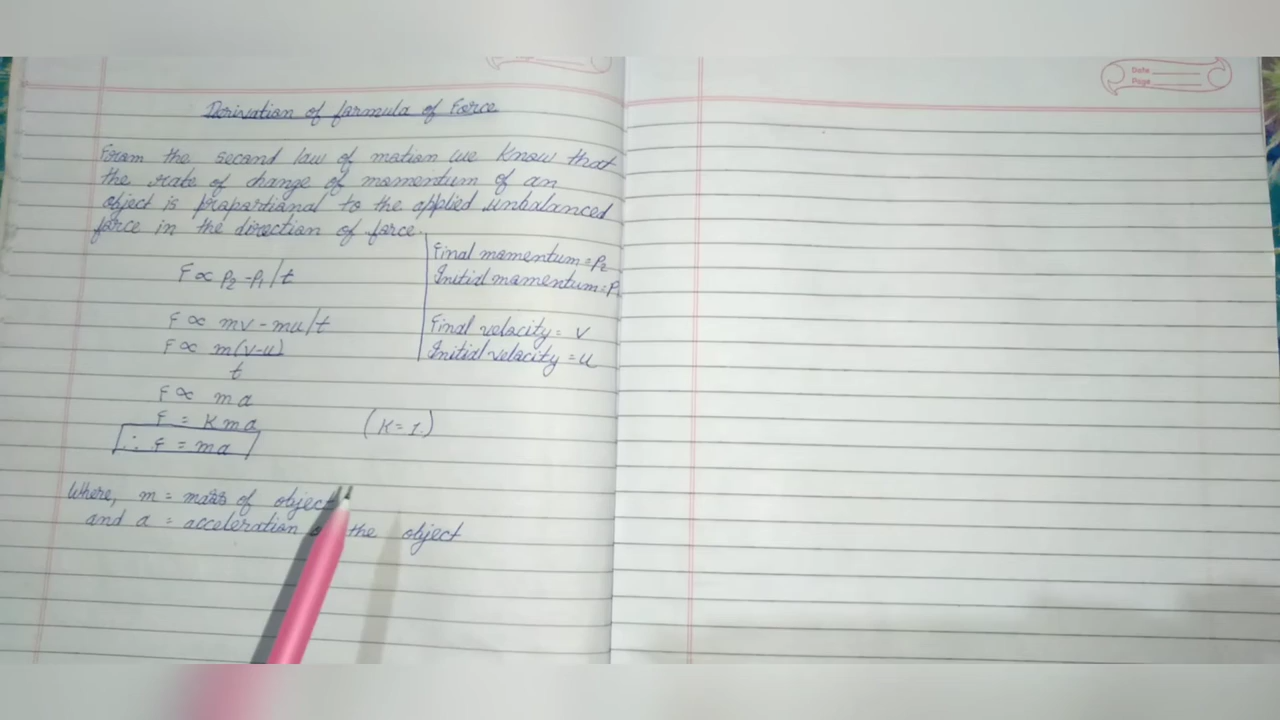 Derivation of formula of Force
From the second law of motion we know that
the rate of change of momentum of an
object is proportional to the applied unbalanced
force in the direction of force.
F ∝ P₂ - P₁/t
F ∝ mv - mu/t
F ∝ m(v-u)
t
F ∝ ma
F = Kma (K=1)
∴ F = ma
Final momentum = P₂
Initial momentum = P₁
Final velocity = v
Initial velocity = u
Where, m = mass of object
and a = acceleration the object
Date
Page